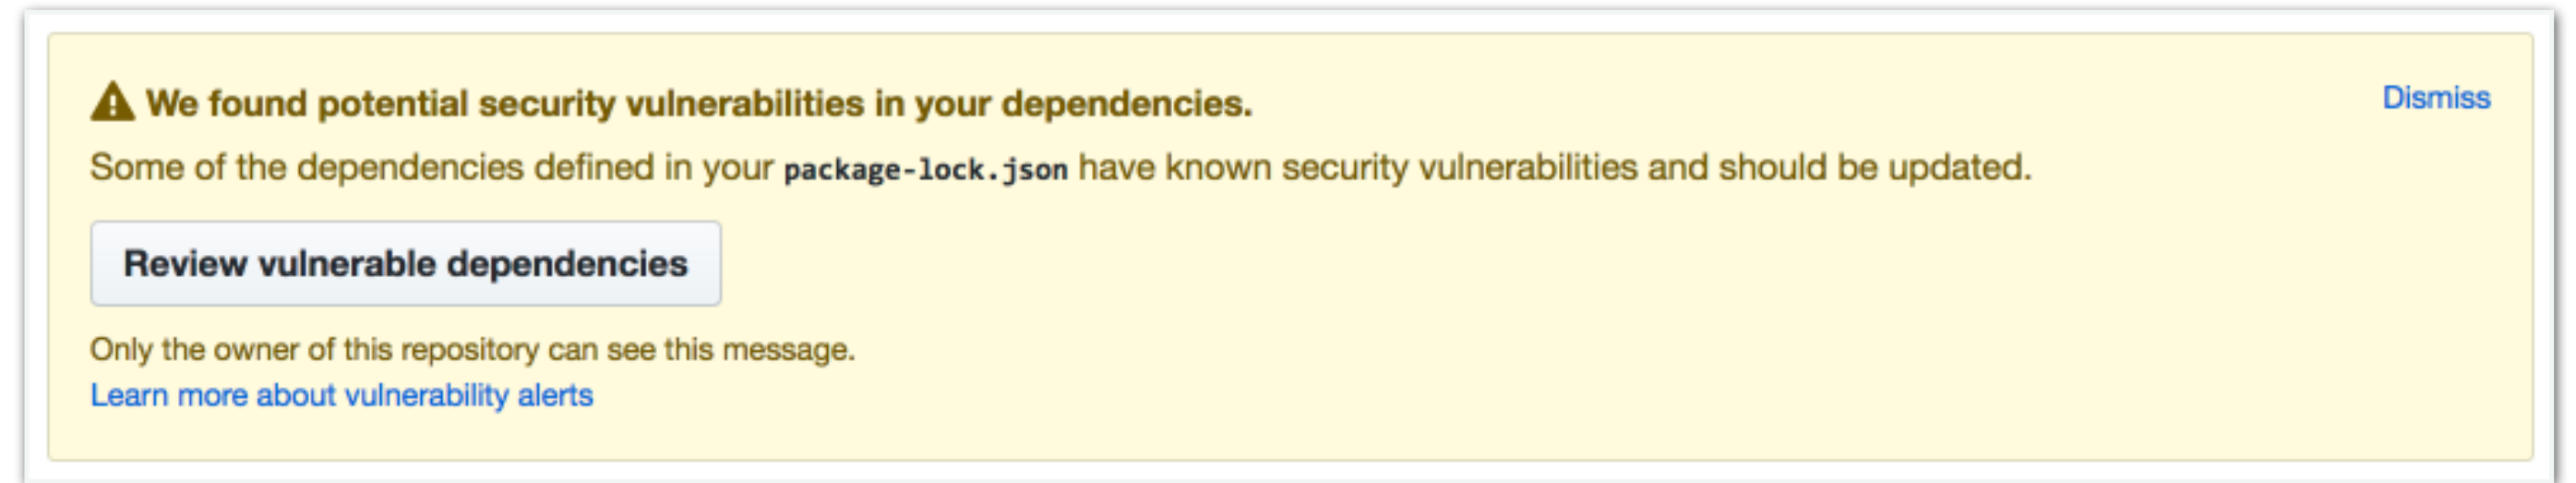 We found potential security vulnerabilities in your dependencies.
Dismiss
Some of the dependencies defined in your package-lock.json have known security vulnerabilities and should be updated.
Review vulnerable dependencies
Only the owner of this repository can see this message.
Learn more about vulnerability alerts